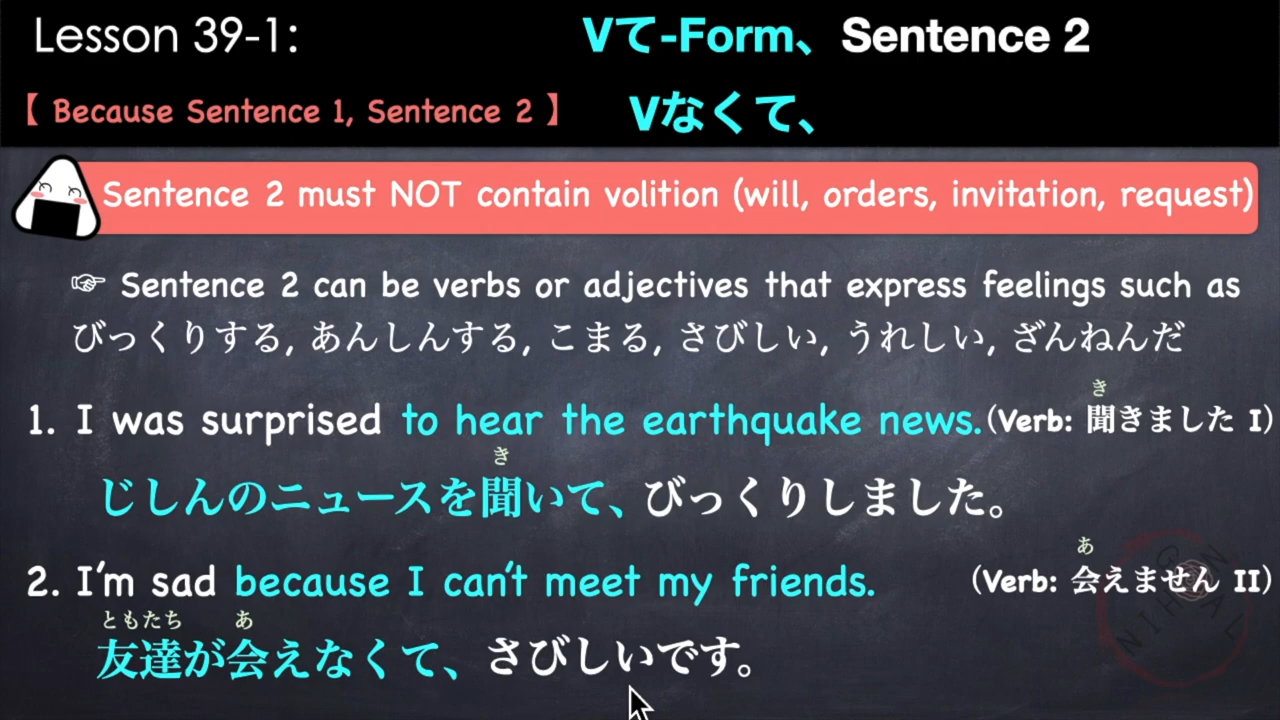 Lesson 39-1:
Vて-Form、Sentence 2
【 Because Sentence 1, Sentence 2 】
Vなくて、
Sentence 2 must NOT contain volition (will, orders, invitation, request)
☞ Sentence 2 can be verbs or adjectives that express feelings such as
びっくりする, あんしんする, こまる, さびしい, うれしい, ざんねんだ
き
1. I was surprised to hear the earthquake news.(Verb: 聞きました I)
き
じしんのニュースを聞いて、びっくりしました。
あ
2. I'm sad because I can't meet my friends. (Verb: 会えません II)
ともたち あ
友達が会えなくて、さびしいです。